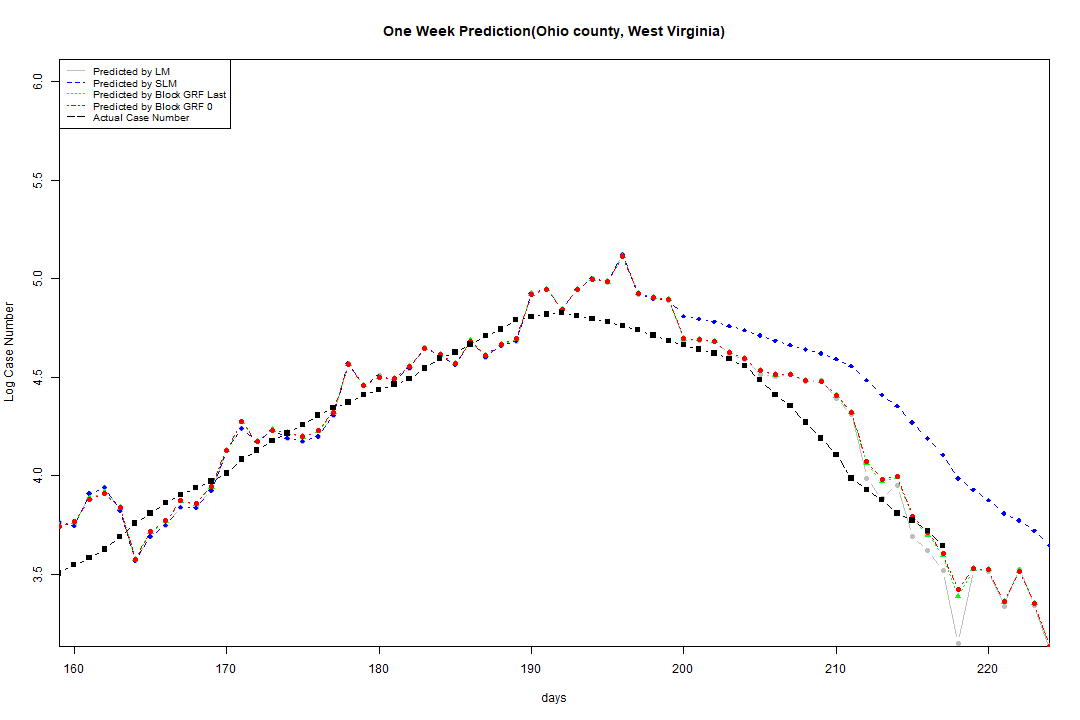 One Week Prediction(Ohio county, West Virginia)
Predicted by LM
Predicted by SLM
Predicted by Block GRF Last
Predicted by Block GRF 0
Actual Case Number
6.0
5.5
5.0
4.5
4.0
3.5
Log Case Number
160 170 180 190 200 210 220
days